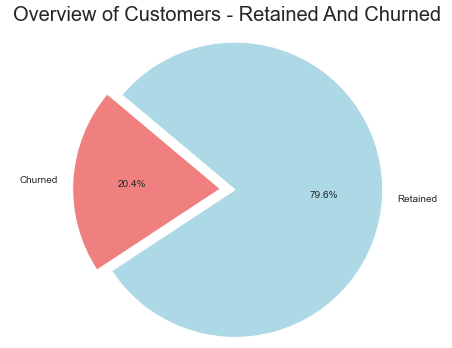 Overview of Customers - Retained And Churned
Churned
20.4%
79.6%
Retained